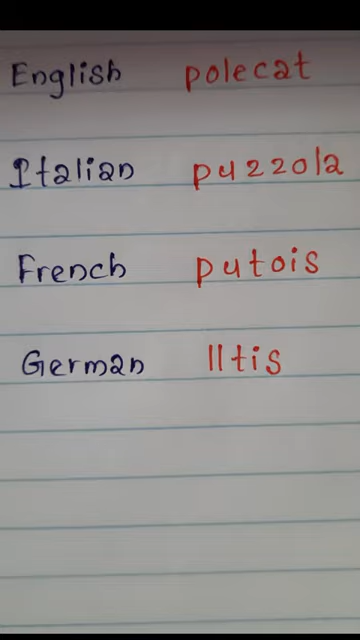 English polecat
Italian puzzola
French putois
German Iltis